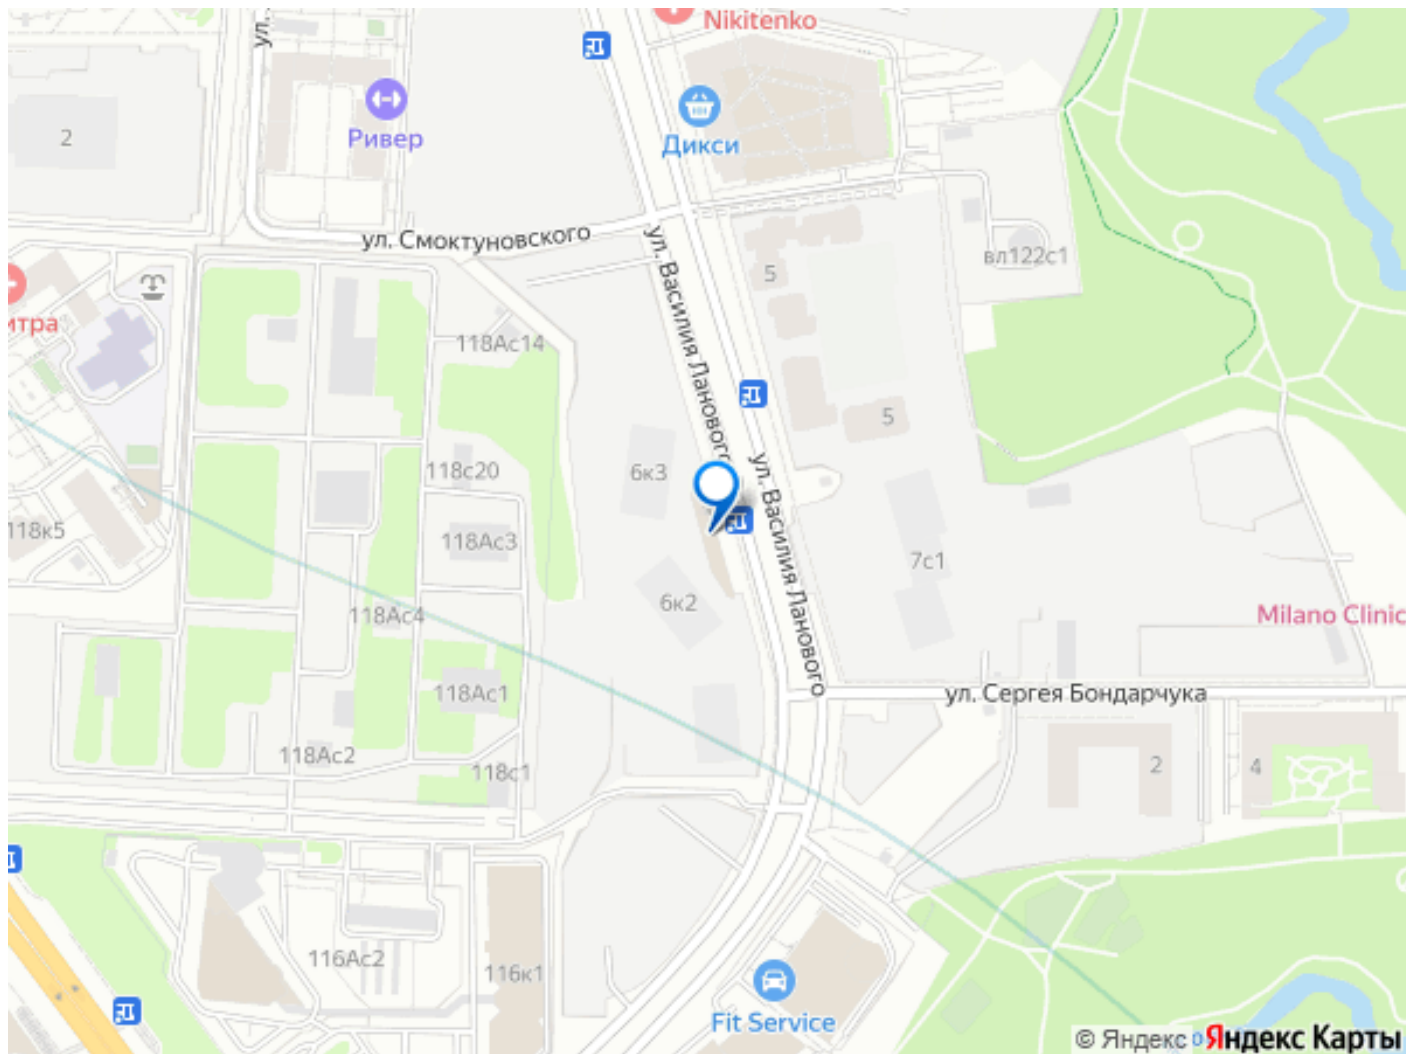 ул.
Nikitenko
Ривер
Дикси
2
ул. Смоктуновского
ул. Василия Ланового
5
вл122с1
итра
118Ас14
5
6к3
118с20
ул. Василия Ланового
118к5
118Ас3
7с1
6к2
118Ас4
Milano Clinic
118Ас1
ул. Сергея Бондарчука
118Ас2
118с1
2
4
116Ас2
116к1
Fit Service
© Яндекс Яндекс Карты